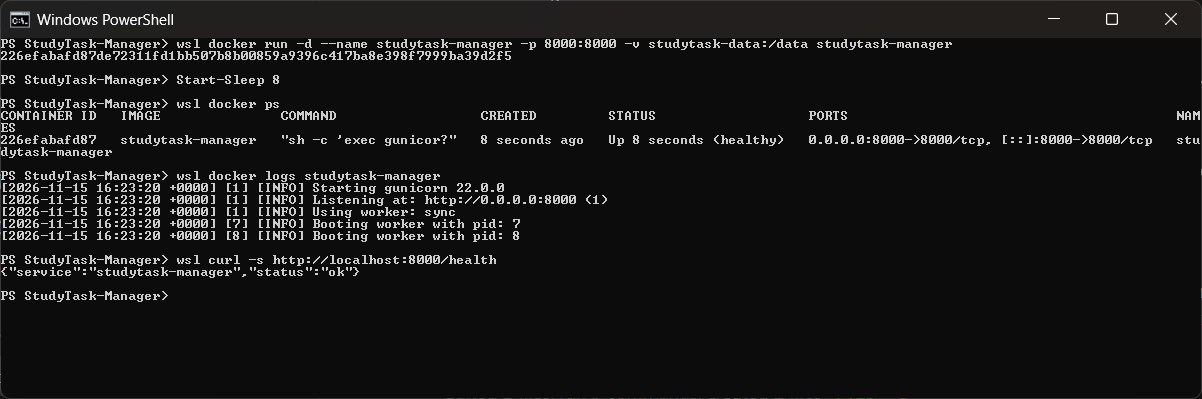 Windows PowerShell
PS StudyTask-Manager> wsl docker run -d --name studytask-manager -p 8000:8000 -v studytask-data:/data studytask-manager
226efabafd87de72311fd1bb507b8b00859a9396c417ba8e398f7999ba39d2f5
PS StudyTask-Manager> Start-Sleep 8
PS StudyTask-Manager> wsl docker ps
CONTAINER ID   IMAGE               COMMAND                  CREATED         STATUS                   PORTS                                         NAM
ES
226efabafd87   studytask-manager   "sh -c 'exec gunicor?"   8 seconds ago   Up 8 seconds (healthy)   0.0.0.0:8000->8000/tcp, [::]:8000->8000/tcp   stu
dytask-manager
PS StudyTask-Manager> wsl docker logs studytask-manager
[2026-11-15 16:23:20 +0000] [1] [INFO] Starting gunicorn 22.0.0
[2026-11-15 16:23:20 +0000] [1] [INFO] Listening at: http://0.0.0.0:8000 (1)
[2026-11-15 16:23:20 +0000] [1] [INFO] Using worker: sync
[2026-11-15 16:23:20 +0000] [7] [INFO] Booting worker with pid: 7
[2026-11-15 16:23:20 +0000] [8] [INFO] Booting worker with pid: 8
PS StudyTask-Manager> wsl curl -s http://localhost:8000/health
{"service":"studytask-manager","status":"ok"}
PS StudyTask-Manager>